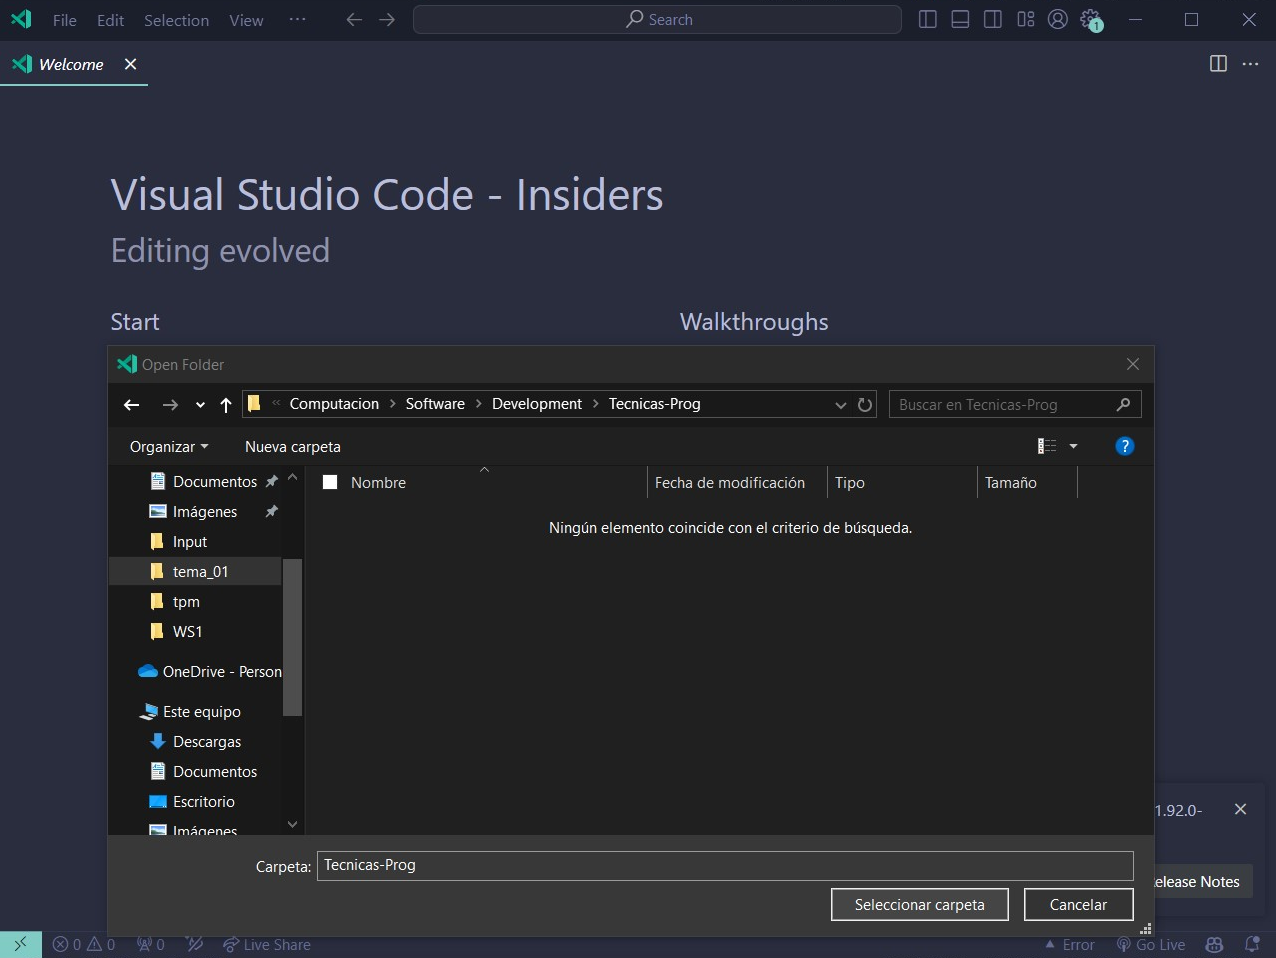 File Edit Selection View ··· Search 1
Welcome
Visual Studio Code - Insiders
Editing evolved
Start
Walkthroughs
Open Folder
« Computacion > Software > Development > Tecnicas-Prog
Buscar en Tecnicas-Prog
Organizar
Nueva carpeta
?
Documentos
Imágenes
Input
tema_01
tpm
WS1
OneDrive - Person
Este equipo
Descargas
Documentos
Escritorio
Imágenes
Nombre
Fecha de modificación
Tipo
Tamaño
Ningún elemento coincide con el criterio de búsqueda.
1.92.0-
elease Notes
Carpeta: Tecnicas-Prog
Seleccionar carpeta
Cancelar
0 0 0 Live Share
Error Go Live